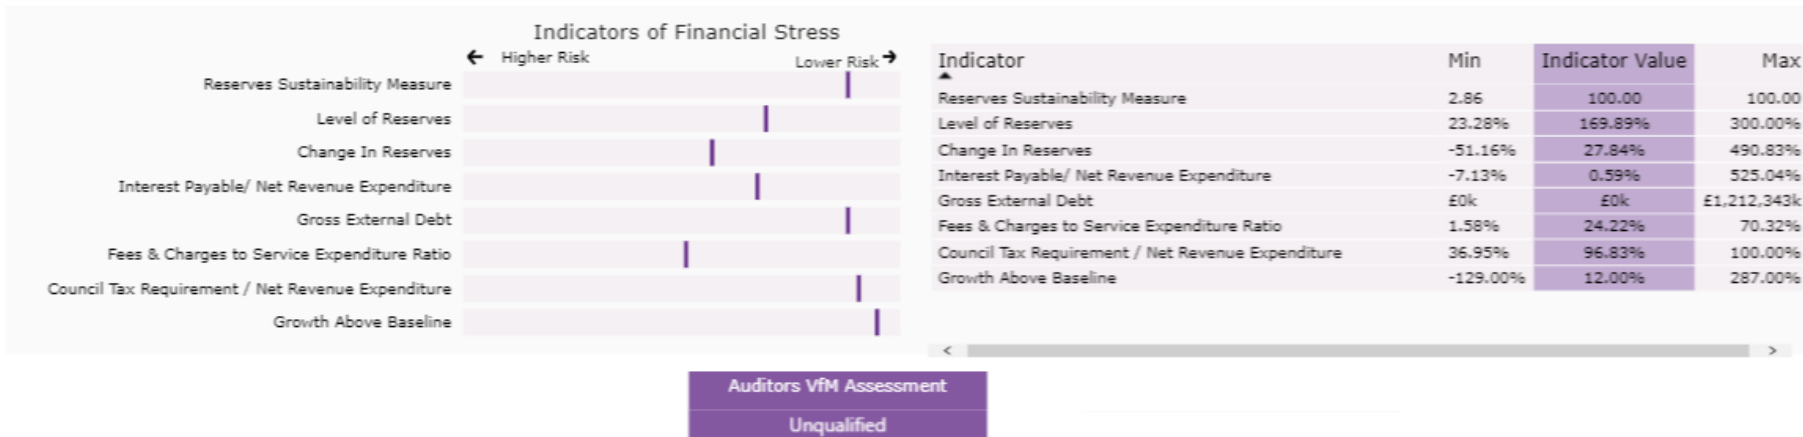 Indicators of Financial Stress
← Higher Risk Lower Risk →
Reserves Sustainability Measure
Level of Reserves
Change In Reserves
Interest Payable/ Net Revenue Expenditure
Gross External Debt
Fees & Charges to Service Expenditure Ratio
Council Tax Requirement / Net Revenue Expenditure
Growth Above Baseline
Indicator Min Indicator Value Max
Reserves Sustainability Measure 2.86 100.00 100.00
Level of Reserves 23.28% 169.89% 300.00%
Change In Reserves -51.16% 27.84% 490.83%
Interest Payable/ Net Revenue Expenditure -7.13% 0.59% 525.04%
Gross External Debt £0k £0k £1,212,343k
Fees & Charges to Service Expenditure Ratio 1.58% 24.22% 70.32%
Council Tax Requirement / Net Revenue Expenditure 36.95% 96.83% 100.00%
Growth Above Baseline -129.00% 12.00% 287.00%
Auditors VfM Assessment
Unqualified